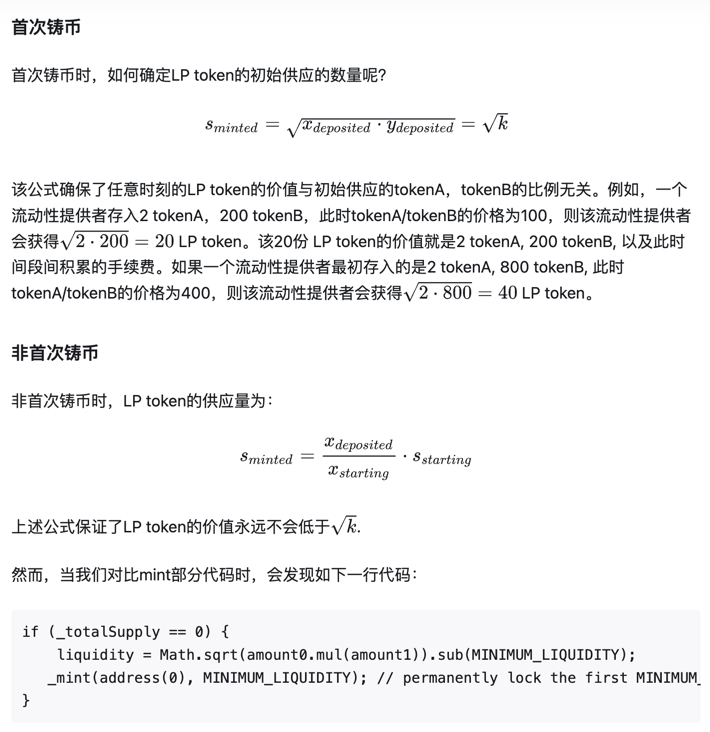 首次铸币
首次铸币时，如何确定LP token的初始供应的数量呢?
s_{minted} = \sqrt{x_{deposited} \cdot y_{deposited}} = \sqrt{k}
该公式确保了任意时刻的LP token的价值与初始供应的tokenA，tokenB的比例无关。例如，一个
流动性提供者存入2 tokenA，200 tokenB，此时tokenA/tokenB的价格为100，则该流动性提供者
会获得\sqrt{2 \cdot 200} = 20 LP token。该20份 LP token的价值就是2 tokenA, 200 tokenB, 以及此时
间段间积累的手续费。如果一个流动性提供者最初存入的是2 tokenA, 800 tokenB, 此时
tokenA/tokenB的价格为400，则该流动性提供者会获得\sqrt{2 \cdot 800} = 40 LP token。
非首次铸币
非首次铸币时，LP token的供应量为：
s_{minted} = \frac{x_{deposited}}{x_{starting}} \cdot s_{starting}
上述公式保证了LP token的价值永远不会低于\sqrt{k}.
然而，当我们对比mint部分代码时，会发现如下一行代码：
if (_totalSupply == 0) {
liquidity = Math.sqrt(amount0.mul(amount1)).sub(MINIMUM_LIQUIDITY);
_mint(address(0), MINIMUM_LIQUIDITY); // permanently lock the first MINIMUM_
}